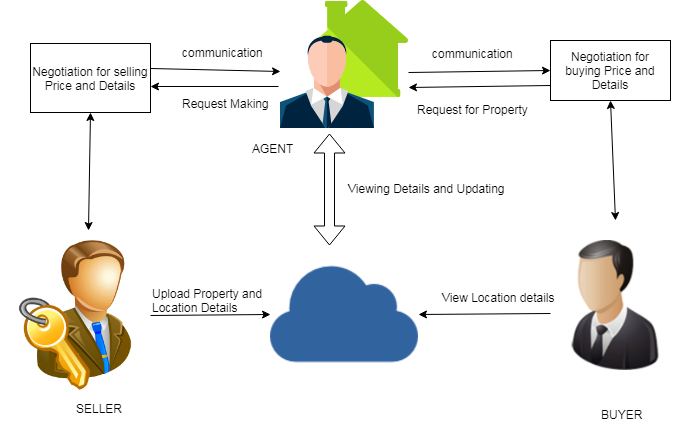 communication
communication
Negotiation for selling
Price and Details
Negotiation for
buying Price and
Details
Request Making
Request for Property
AGENT
Viewing Details and Updating
Upload Property and
Location Details
View Location details
SELLER
BUYER